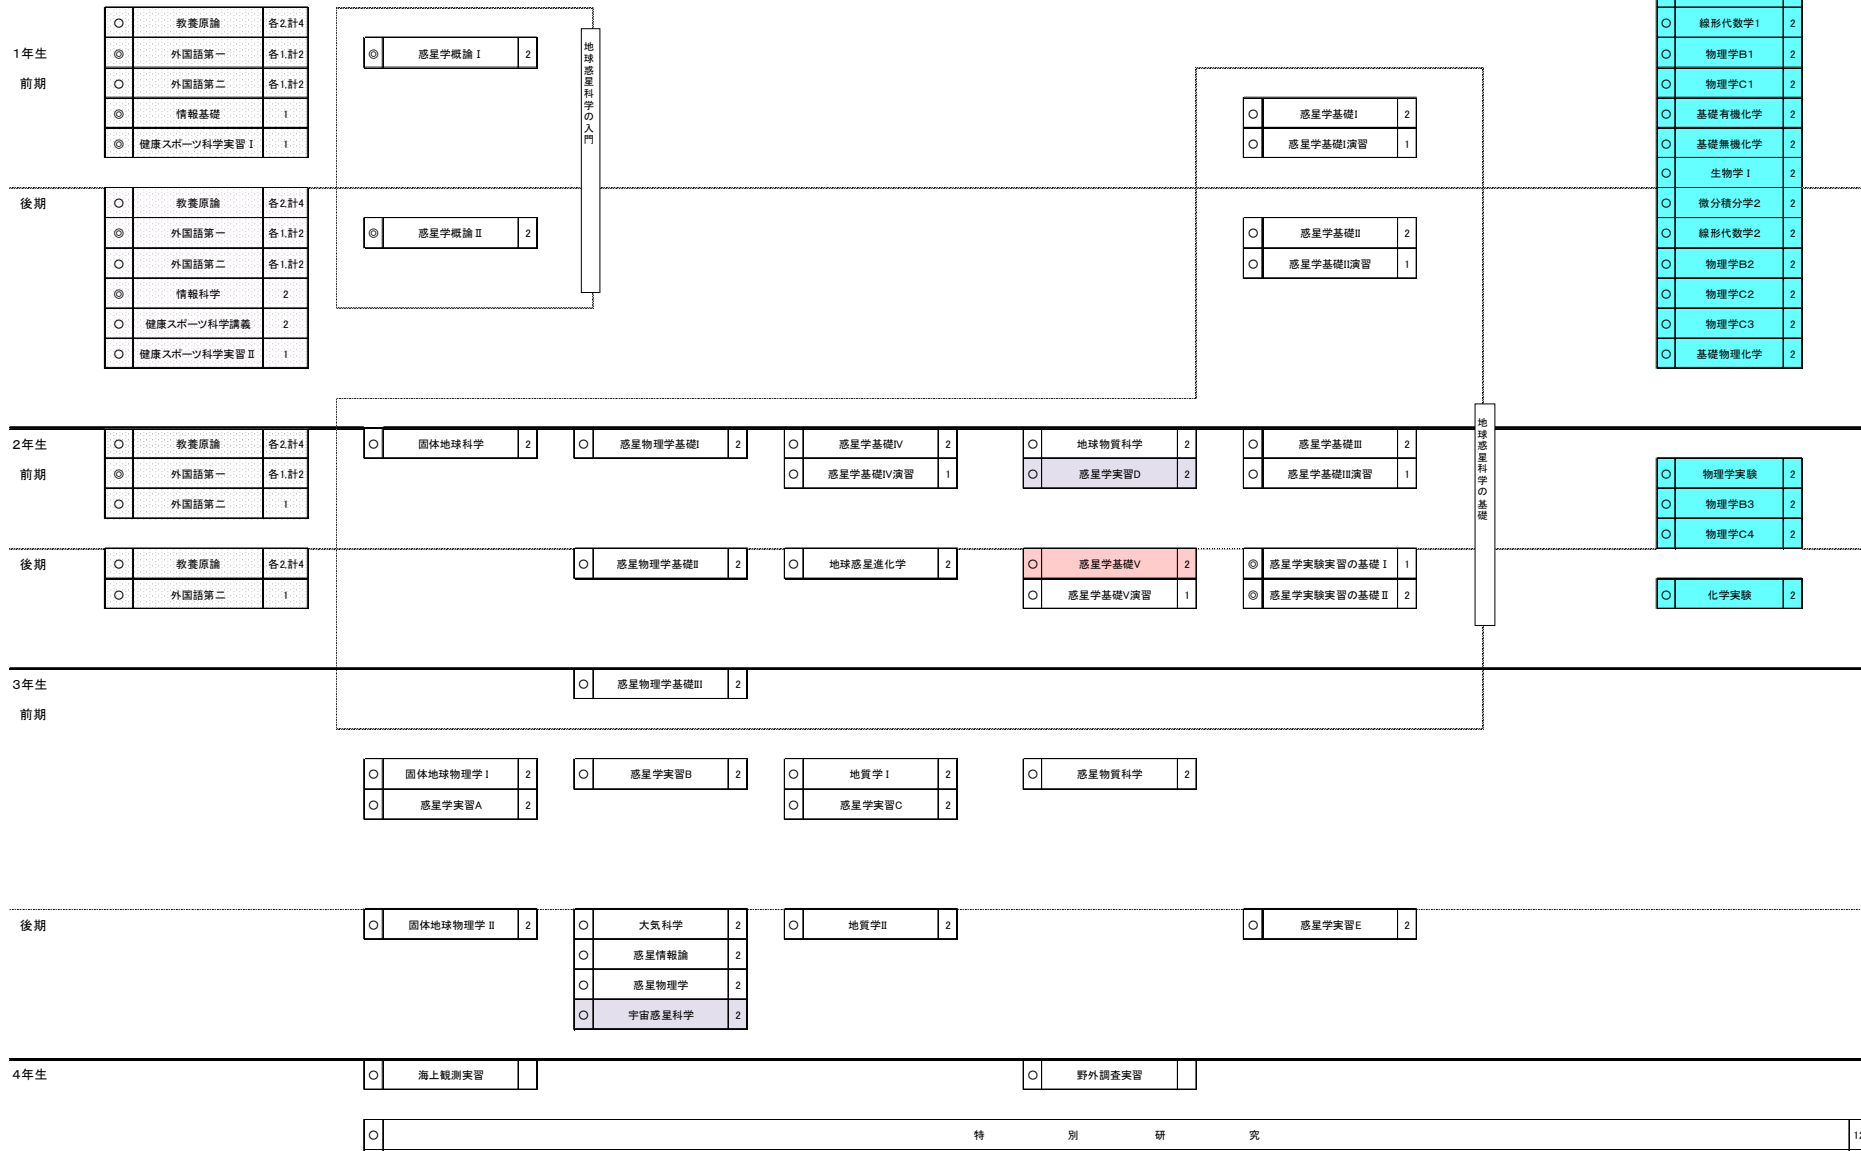 ○ 教養原論 各2,計4
○ 線形代数学1 2
1年生
◎ 外国語第一 各1,計2
◎ 惑星学概論Ⅰ 2
○ 物理学B1 2
前期
○ 外国語第二 各1,計2
○ 物理学C1 2
◎ 情報基礎 1
○ 惑星学基礎I 2
○ 基礎有機化学 2
◎ 健康スポーツ科学実習Ⅰ 1
○ 惑星学基礎I演習 1
○ 基礎無機化学 2
地球惑星科学の入門
○ 生物学Ⅰ 2
後期
○ 教養原論 各2,計4
○ 微分積分学2 2
◎ 外国語第一 各1,計2
◎ 惑星学概論Ⅱ 2
○ 惑星学基礎II 2
○ 線形代数学2 2
○ 外国語第二 各1,計2
○ 惑星学基礎II演習 1
○ 物理学B2 2
◎ 情報科学 2
○ 物理学C2 2
○ 健康スポーツ科学講義 2
○ 物理学C3 2
○ 健康スポーツ科学実習Ⅱ 1
○ 基礎物理化学 2
2年生
○ 教養原論 各2,計4
○ 固体地球科学 2
○ 惑星物理学基礎I 2
○ 惑星学基礎IV 2
○ 地球物質科学 2
○ 惑星学基礎III 2
地球惑星科学の基礎
前期
◎ 外国語第一 各1,計2
○ 惑星学基礎IV演習 1
○ 惑星学実習D 2
○ 惑星学基礎III演習 1
○ 物理学実験 2
○ 外国語第二 1
○ 物理学B3 2
○ 物理学C4 2
後期
○ 教養原論 各2,計4
○ 惑星物理学基礎II 2
○ 地球惑星進化学 2
○ 惑星学基礎V 2
◎ 惑星学実験実習の基礎Ⅰ 1
○ 外国語第二 1
○ 惑星学基礎V演習 1
◎ 惑星学実験実習の基礎Ⅱ 2
○ 化学実験 2
3年生
○ 惑星物理学基礎III 2
前期
○ 固体地球物理学Ⅰ 2
○ 惑星学実習B 2
○ 地質学Ⅰ 2
○ 惑星物質科学 2
○ 惑星学実習A 2
○ 惑星学実習C 2
後期
○ 固体地球物理学Ⅱ 2
○ 大気科学 2
○ 地質学II 2
○ 惑星学実習E 2
○ 惑星情報論 2
○ 惑星物理学 2
○ 宇宙惑星科学 2
4年生
○ 海上観測実習
○ 野外調査実習
○ 特別研究 12